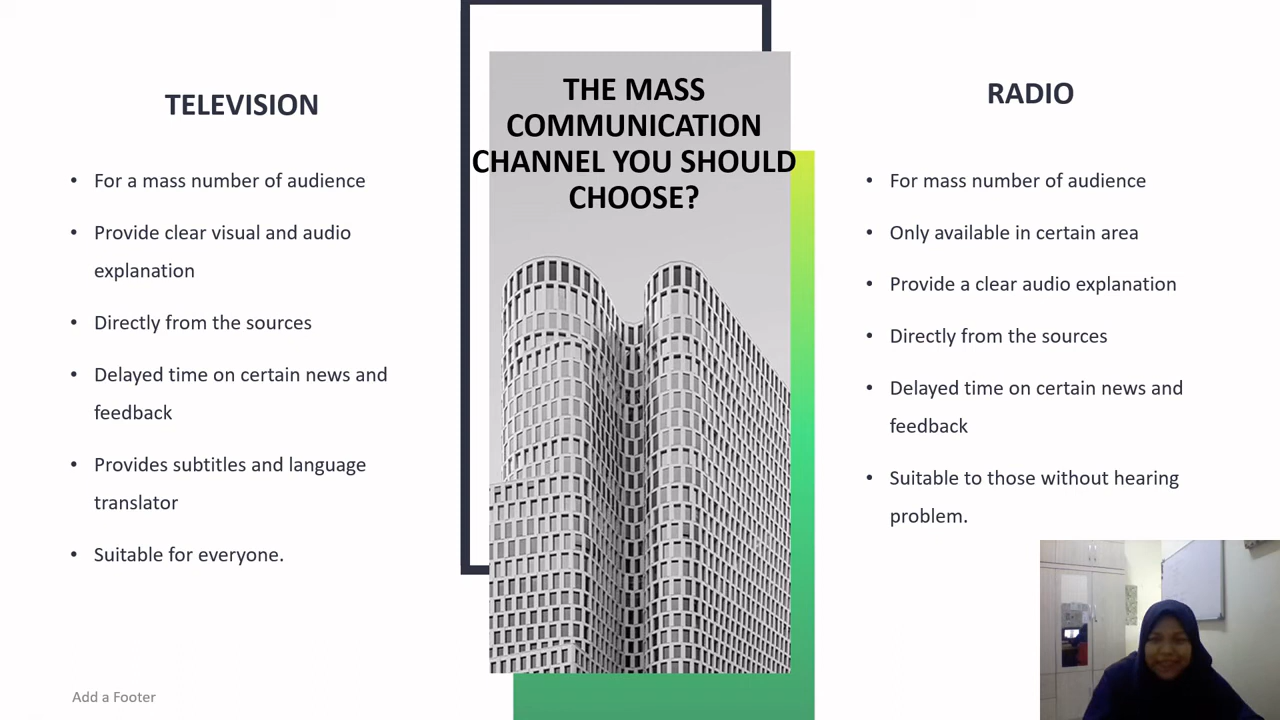 TELEVISION
• For a mass number of audience
• Provide clear visual and audio
explanation
• Directly from the sources
• Delayed time on certain news and
feedback
• Provides subtitles and language
translator
• Suitable for everyone.
Add a Footer
THE MASS
COMMUNICATION
CHANNEL YOU SHOULD
CHOOSE?
RADIO
• For mass number of audience
• Only available in certain area
• Provide a clear audio explanation
• Directly from the sources
• Delayed time on certain news and
feedback
• Suitable to those without hearing
problem.